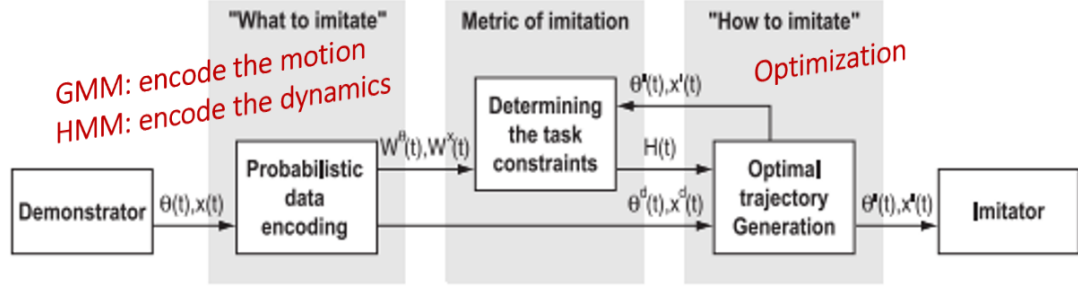 "What to imitate"
Metric of imitation
"How to imitate"
GMM: encode the motion
HMM: encode the dynamics
Optimization
Demonstrator
θ(t),x(t)
Probabilistic
data
encoding
W^θ(t),W^x(t)
Determining
the task
constraints
θ'(t),x'(t)
H(t)
θ^d(t),x^d(t)
Optimal
trajectory
Generation
θ'(t),x'(t)
Imitator